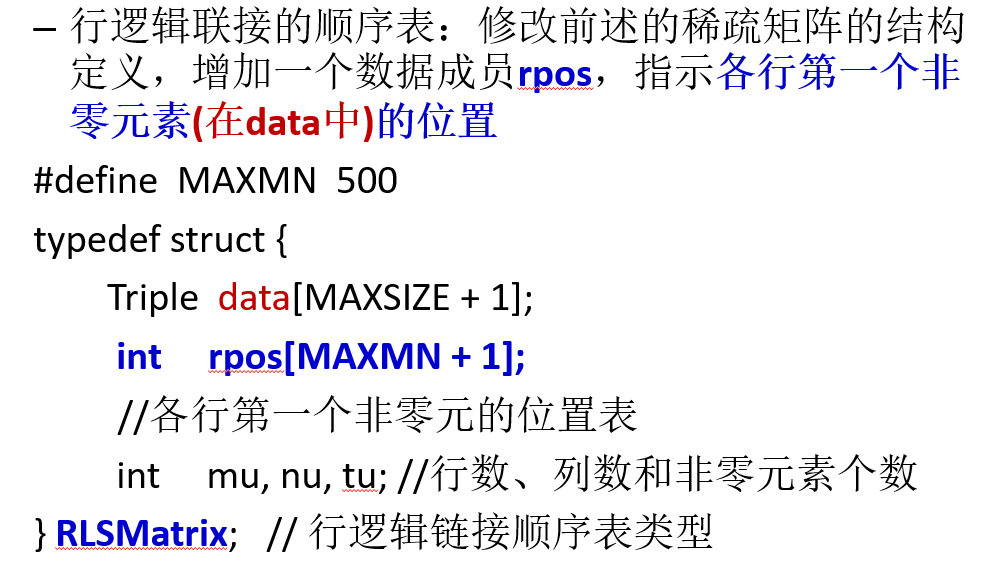 – 行逻辑联接的顺序表：修改前述的稀疏矩阵的结构
定义，增加一个数据成员rpos，指示各行第一个非
零元素(在data中)的位置
#define MAXMN 500
typedef struct {
Triple data[MAXSIZE + 1];
int rpos[MAXMN + 1];
//各行第一个非零元的位置表
int mu, nu, tu; //行数、列数和非零元素个数
} RLSMatrix; // 行逻辑链接顺序表类型